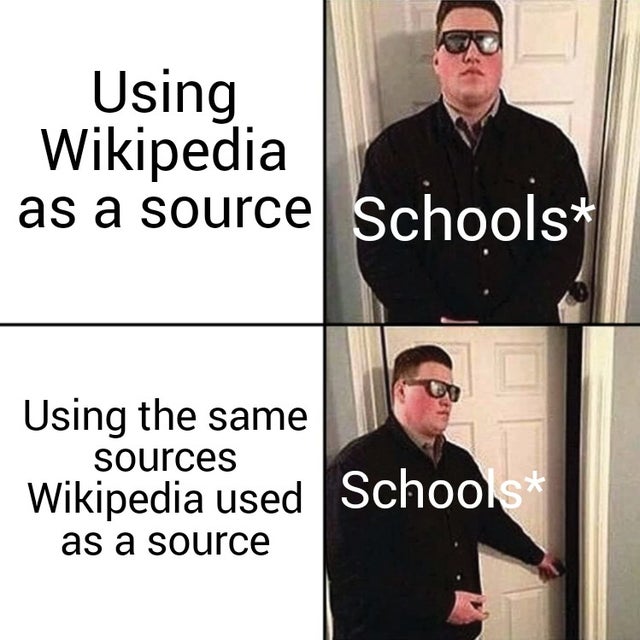 Using
Wikipedia
as a source
Schools*
Using the same
sources
Wikipedia used
as a source
Schools*